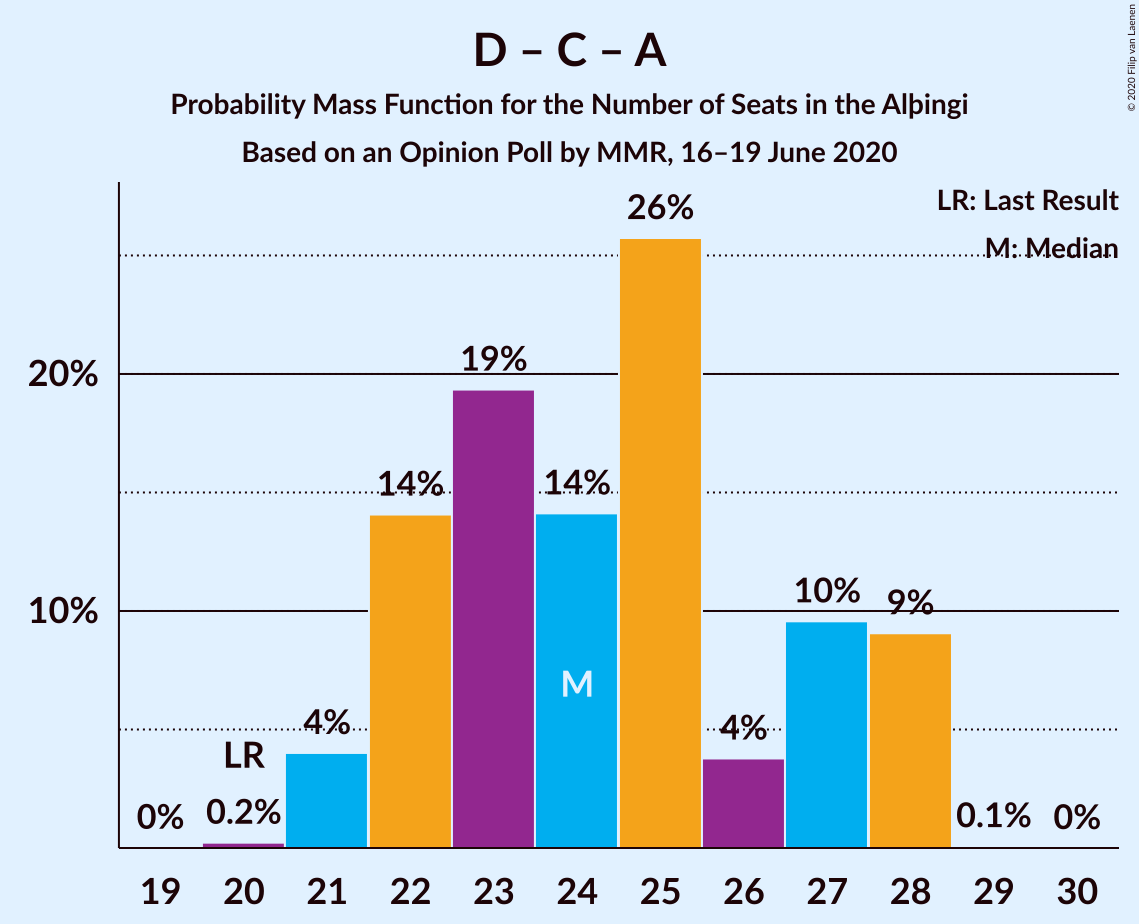 D – C – A
Probability Mass Function for the Number of Seats in the Alþingi
Based on an Opinion Poll by MMR, 16–19 June 2020
© 2020 Filip van Laenen
LR: Last Result
M: Median
26%
20%
19%
14%
14%
10%
10%
9%
M
4%
4%
LR
0%
0.2%
0.1%
0%
19 20 21 22 23 24 25 26 27 28 29 30